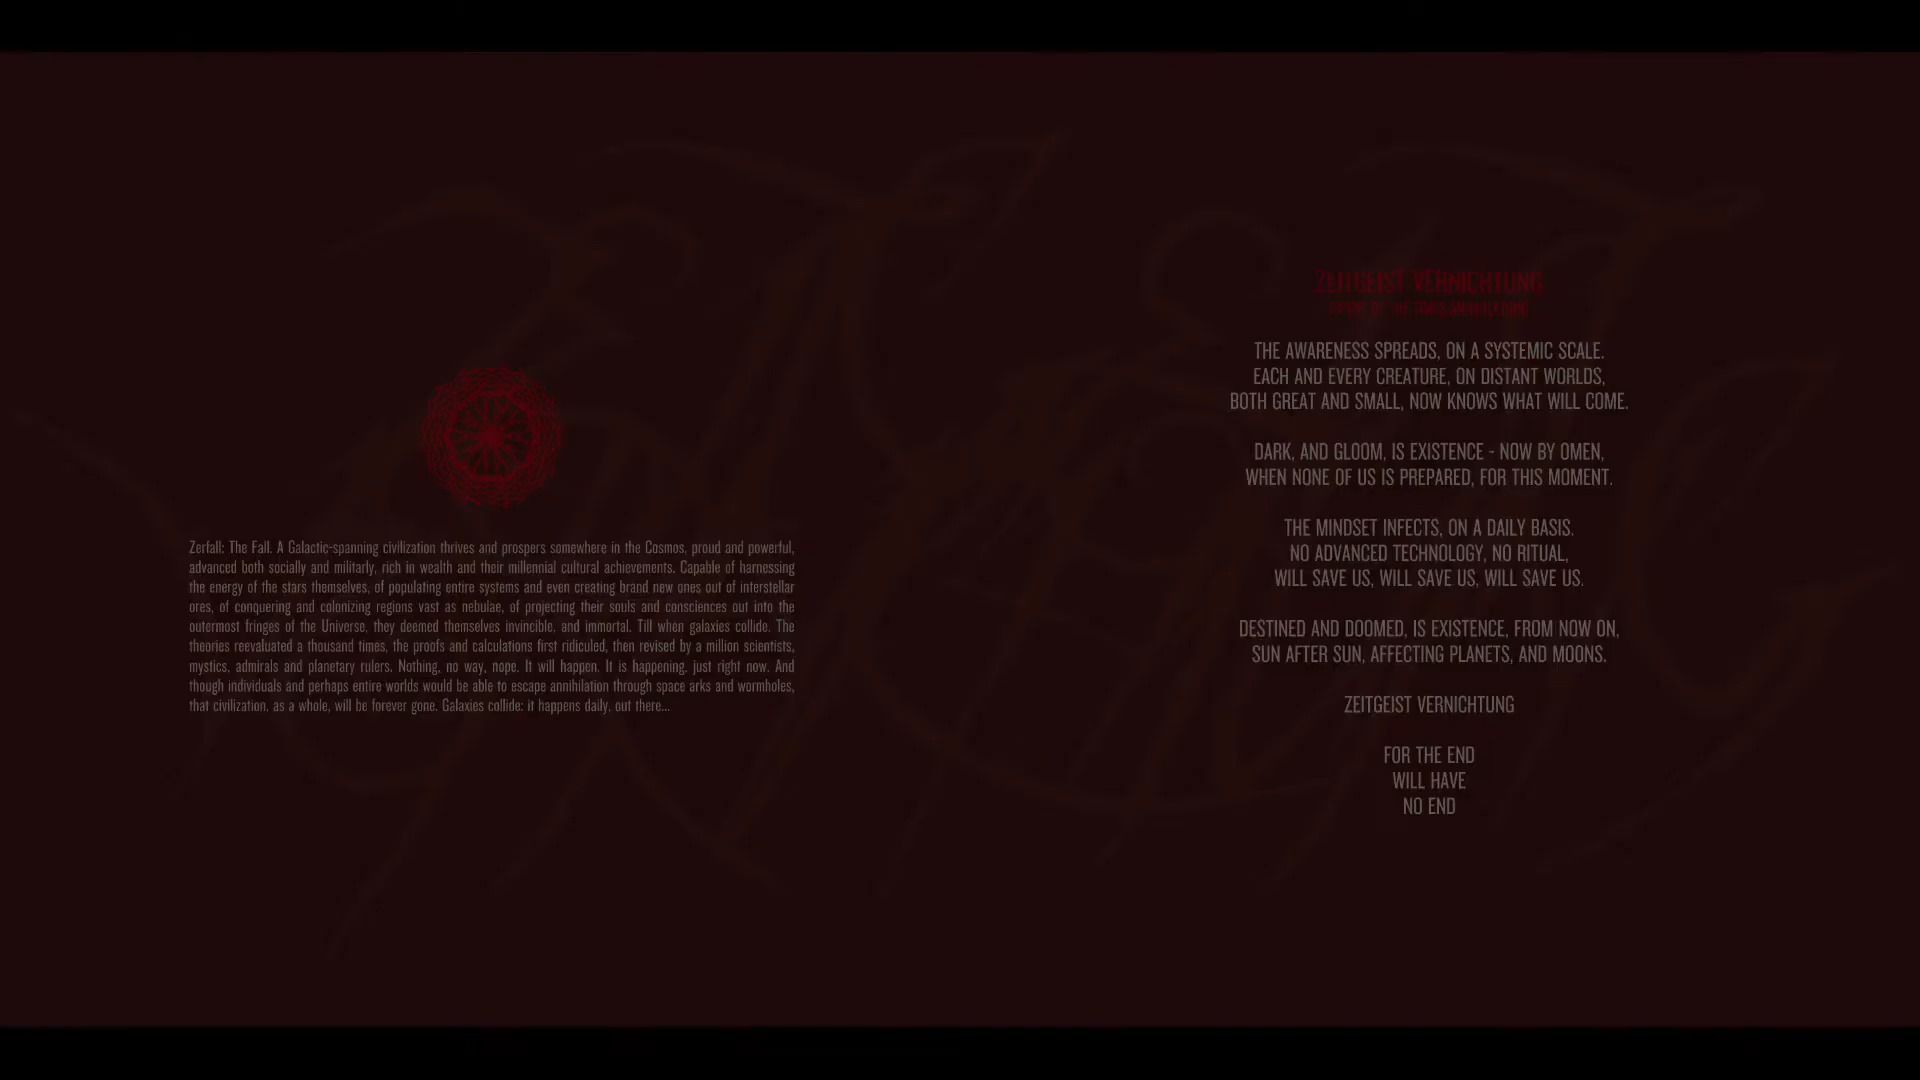 Zerfall: The Fall. A Galactic-spanning civilization thrives and prospers somewhere in the Cosmos, proud and powerful,
advanced both socially and militarly, rich in wealth and their millennial cultural achievements. Capable of harnessing
the energy of the stars themselves, of populating entire systems and even creating brand new ones out of interstellar
ores, of conquering and colonizing regions vast as nebulae, of projecting their souls and consciences out into the
outermost fringes of the Universe, they deemed themselves invincible, and immortal. Till when galaxies collide. The
theories reevaluated a thousand times, the proofs and calculations first ridiculed, then revised by a million scientists,
mystics, admirals and planetary rulers. Nothing, no way, nope. It will happen. It is happening, just right now. And
though individuals and perhaps entire worlds would be able to escape annihilation through space arks and wormholes,
that civilization, as a whole, will be forever gone. Galaxies collide: it happens daily, out there...
ZEITGEIST VERNICHTUNG
THE AWARENESS SPREADS, ON A SYSTEMIC SCALE.
EACH AND EVERY CREATURE, ON DISTANT WORLDS,
BOTH GREAT AND SMALL, NOW KNOWS WHAT WILL COME.
DARK, AND GLOOM, IS EXISTENCE - NOW BY OMEN,
WHEN NONE OF US IS PREPARED, FOR THIS MOMENT.
THE MINDSET INFECTS, ON A DAILY BASIS.
NO ADVANCED TECHNOLOGY, NO RITUAL,
WILL SAVE US, WILL SAVE US, WILL SAVE US.
DESTINED AND DOOMED, IS EXISTENCE, FROM NOW ON,
SUN AFTER SUN, AFFECTING PLANETS, AND MOONS.
ZEITGEIST VERNICHTUNG
FOR THE END
WILL HAVE
NO END